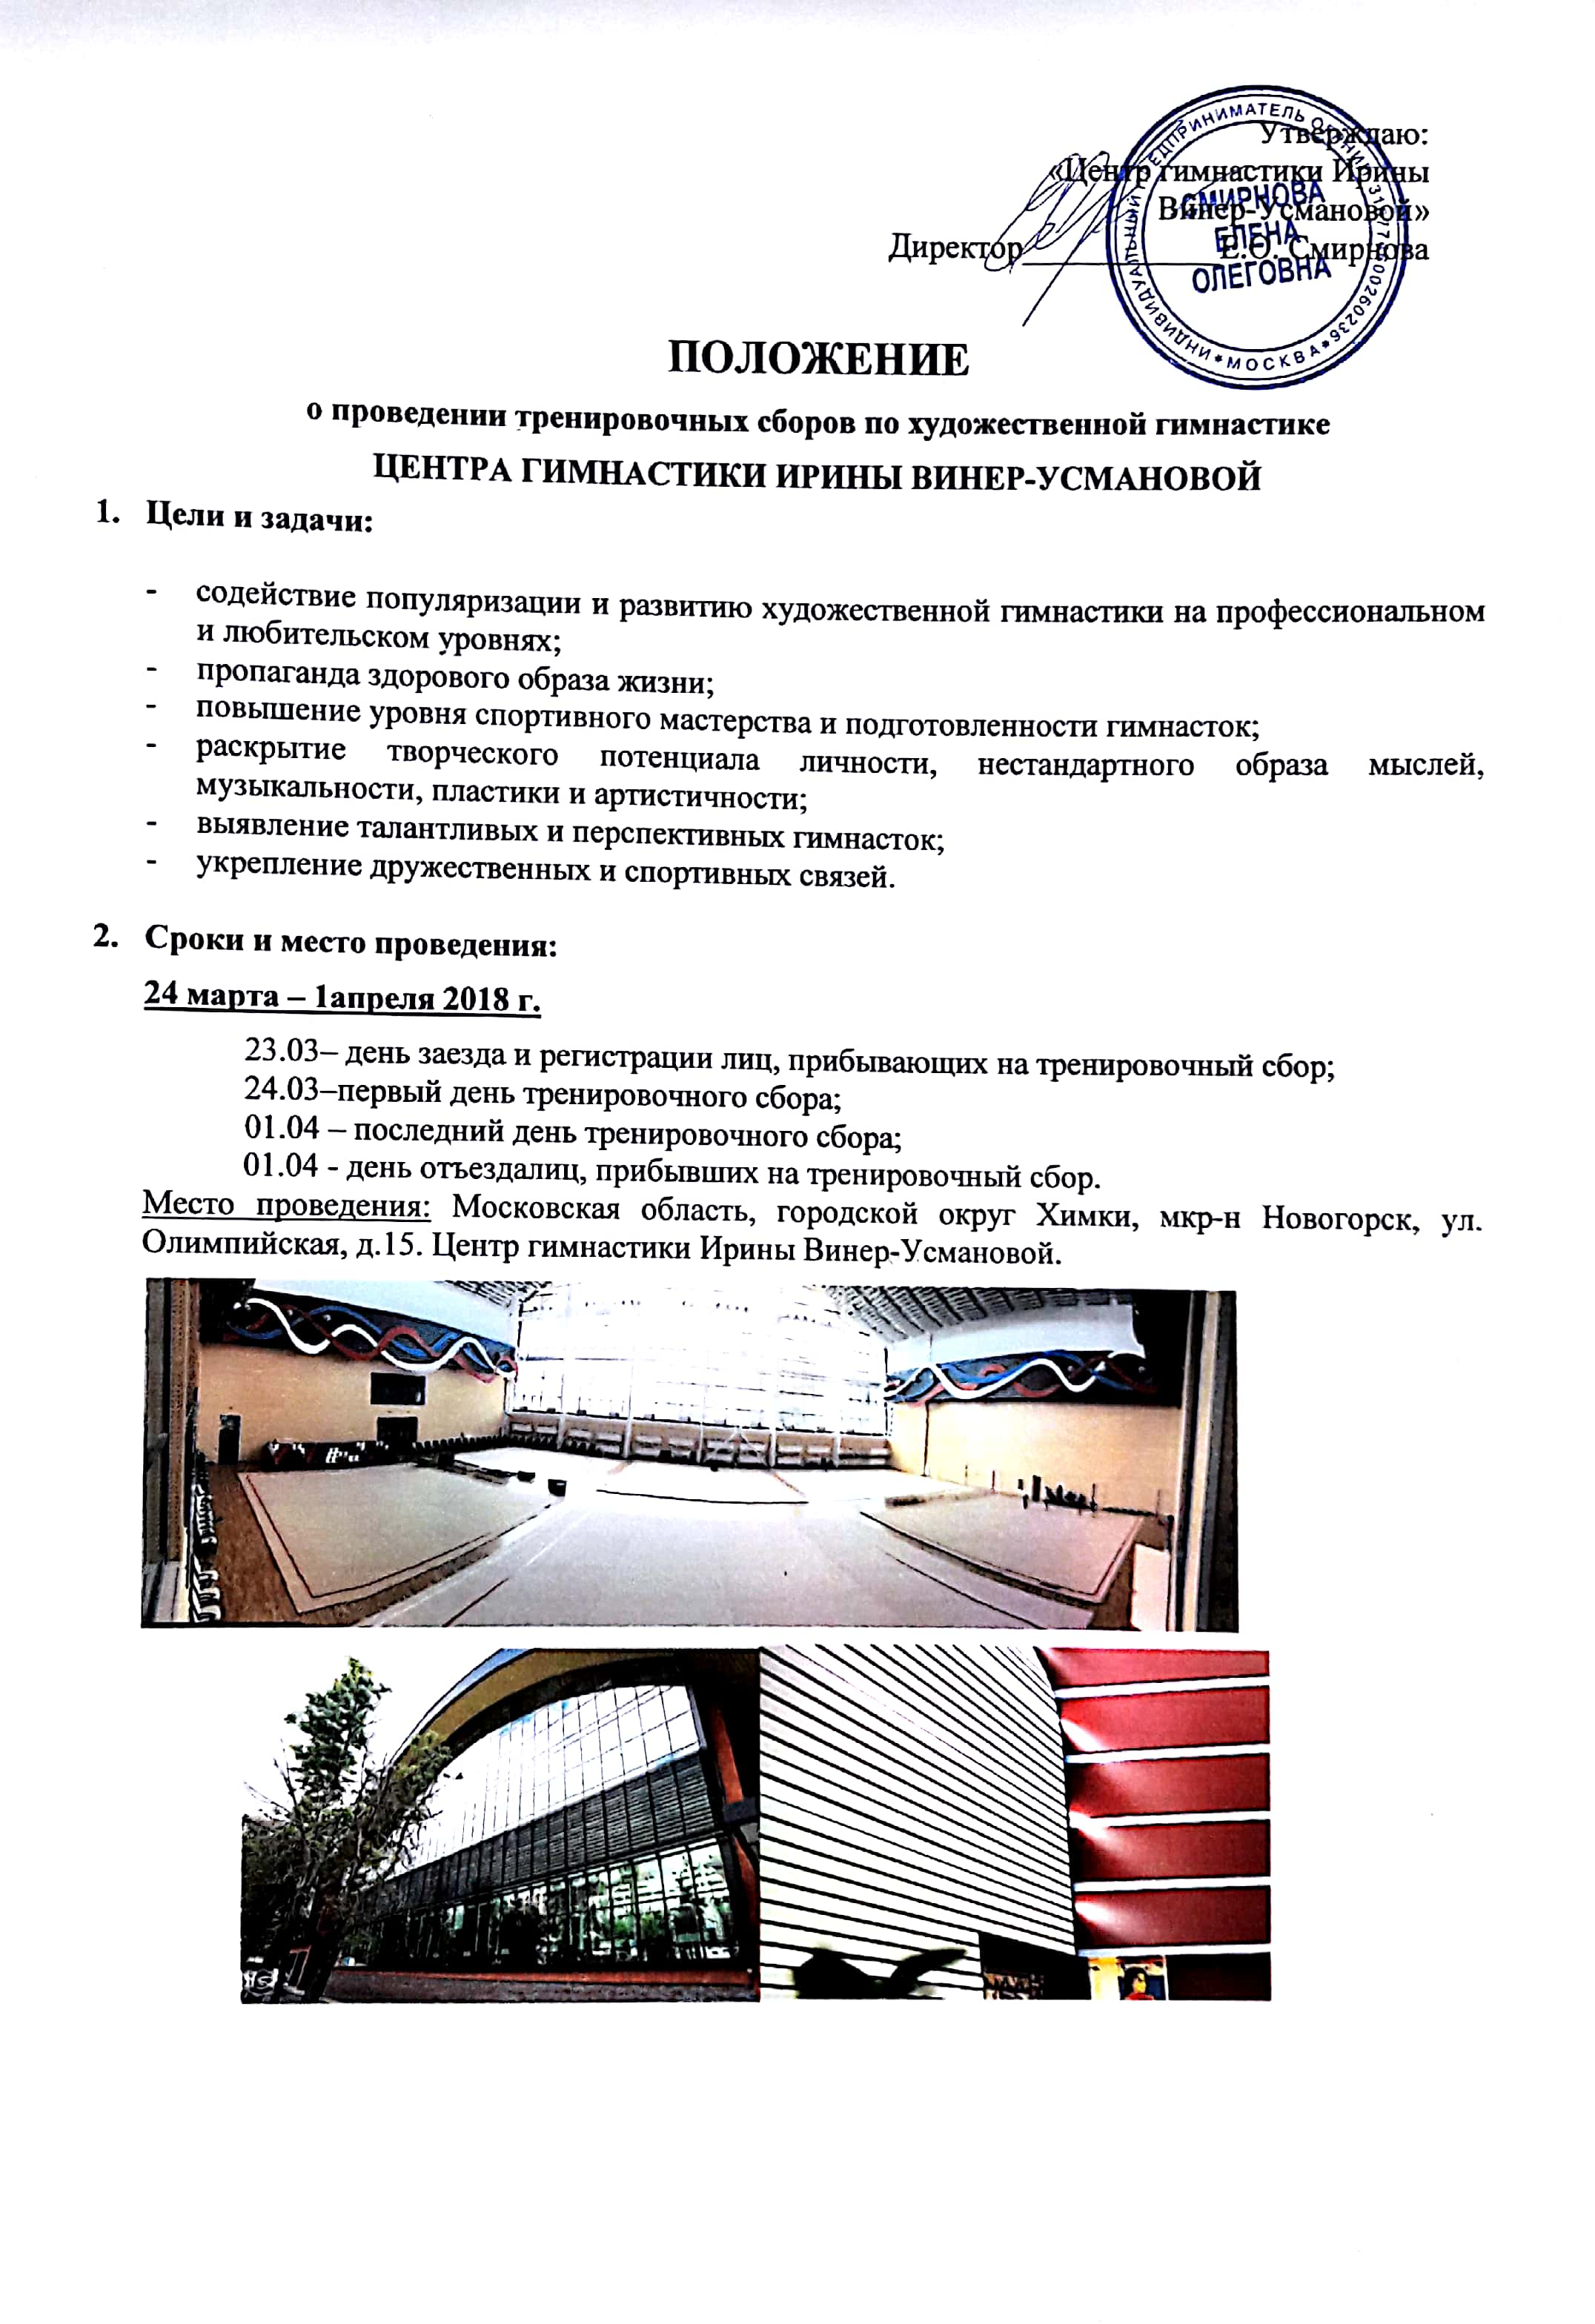 Утверждаю:
«Центр гимнастики Ирины
Винер-Усмановой»
Директор____________Е.О. Смирнова
ИНДИВИДУАЛЬНЫЙ ПРЕДПРИНИМАТЕЛЬ
СМИРНОВА
ЕЛЕНА
ОЛЕГОВНА
*МОСКВА*
ПОЛОЖЕНИЕ
о проведении тренировочных сборов по художественной гимнастике
ЦЕНТРА ГИМНАСТИКИ ИРИНЫ ВИНЕР-УСМАНОВОЙ
1. Цели и задачи:
- содействие популяризации и развитию художественной гимнастики на профессиональном
и любительском уровнях;
- пропаганда здорового образа жизни;
- повышение уровня спортивного мастерства и подготовленности гимнасток;
- раскрытие творческого потенциала личности, нестандартного образа мыслей,
музыкальности, пластики и артистичности;
- выявление талантливых и перспективных гимнасток;
- укрепление дружественных и спортивных связей.
2. Сроки и место проведения:
24 марта – 1апреля 2018 г.
23.03– день заезда и регистрации лиц, прибывающих на тренировочный сбор;
24.03–первый день тренировочного сбора;
01.04 – последний день тренировочного сбора;
01.04 - день отъездалиц, прибывших на тренировочный сбор.
Место проведения: Московская область, городской округ Химки, мкр-н Новогорск, ул.
Олимпийская, д.15. Центр гимнастики Ирины Винер-Усмановой.